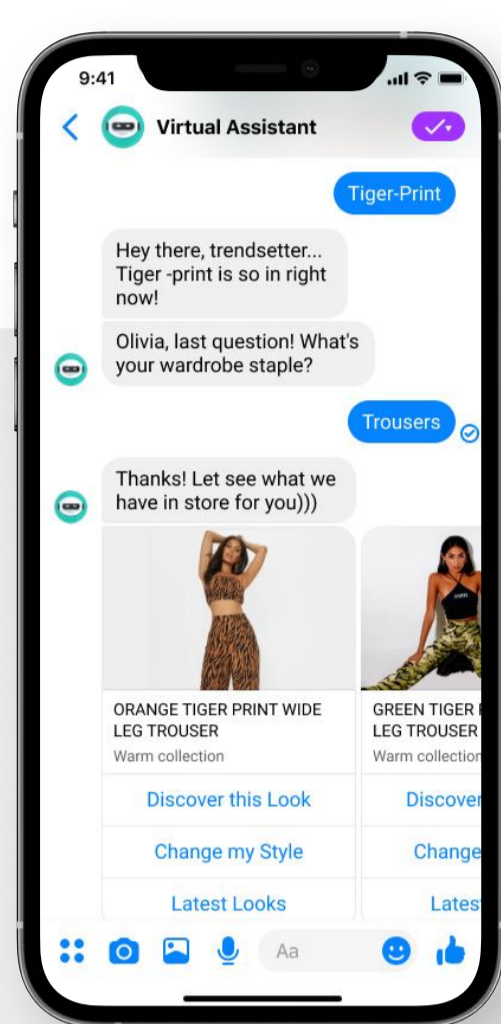 9:41
Virtual Assistant
Tiger-Print
Hey there, trendsetter...
Tiger -print is so in right
now!
Olivia, last question! What's
your wardrobe staple?
Trousers
Thanks! Let see what we
have in store for you)))
ORANGE TIGER PRINT WIDE
LEG TROUSER
Warm collection
Discover this Look
Change my Style
Latest Looks
GREEN TIGER
LEG TROUSER
Warm collection
Discover
Change
Lates
Aa